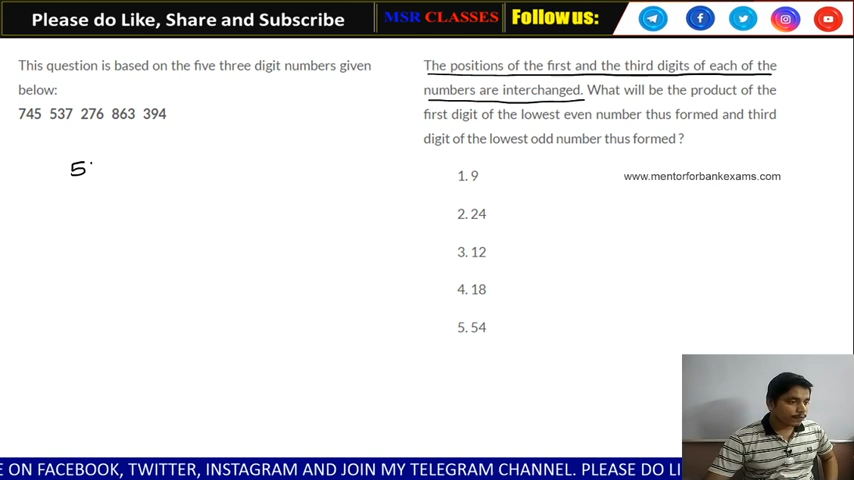 Please do Like, Share and Subscribe
MSR CLASSES
Follow us:
This question is based on the five three digit numbers given
below:
745 537 276 863 394
5
The positions of the first and the third digits of each of the
numbers are interchanged. What will be the product of the
first digit of the lowest even number thus formed and third
digit of the lowest odd number thus formed ?
1. 9
2. 24
3. 12
4. 18
5. 54
www.mentorforbankexams.com
E ON FACEBOOK, TWITTER, INSTAGRAM AND JOIN MY TELEGRAM CHANNEL. PLEASE DO LI